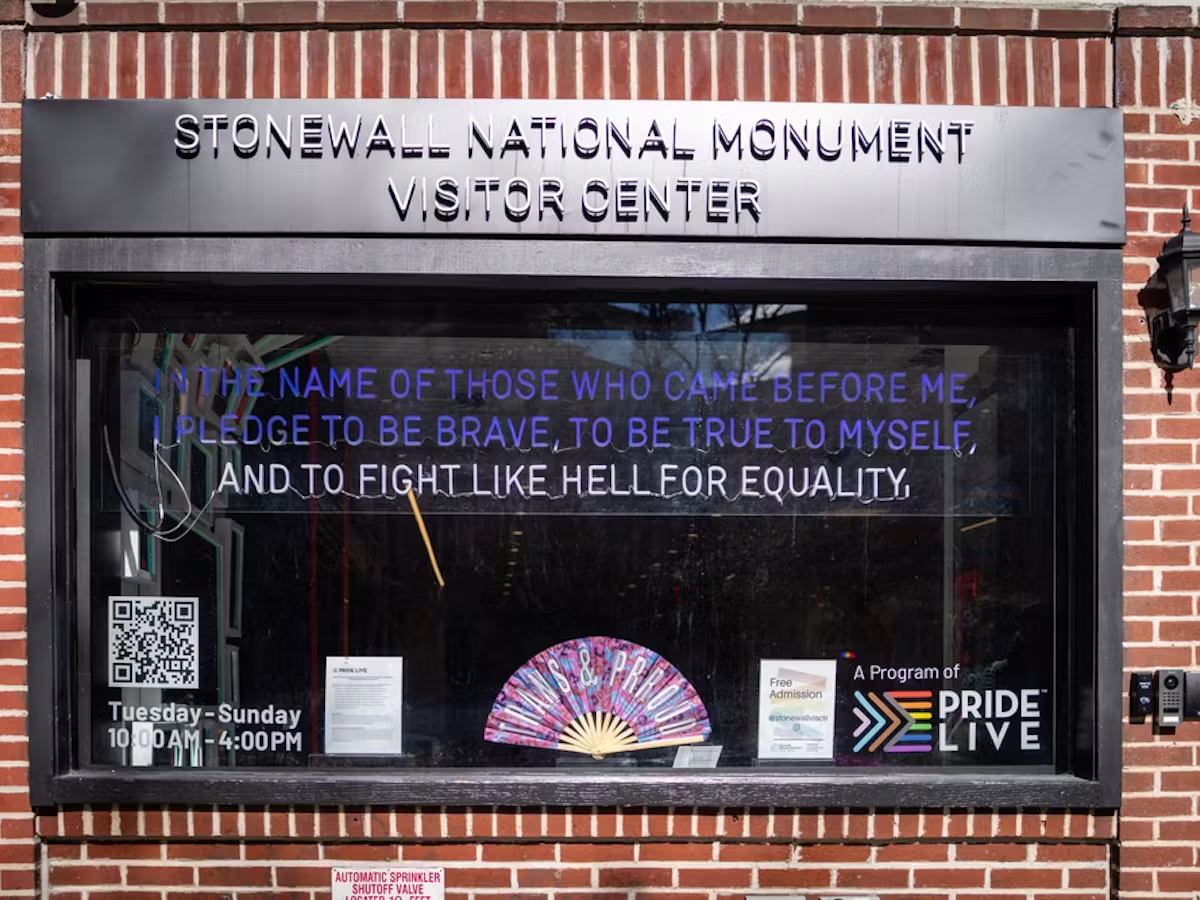 STONEWALL NATIONAL MONUMENT
VISITOR CENTER
IN THE NAME OF THOSE WHO CAME BEFORE ME,
I PLEDGE TO BE BRAVE, TO BE TRUE TO MYSELF,
AND TO FIGHT LIKE HELL FOR EQUALITY.
Tuesday-Sunday
10:00AM-4:00PM
PRIDE LIVE
&
Free
Admission
@stonewallvisctr
A Program of
PRIDE
LIVE
AUTOMATIC SPRINKLER
SHUTOFF VALVE
LOCATED
FEET